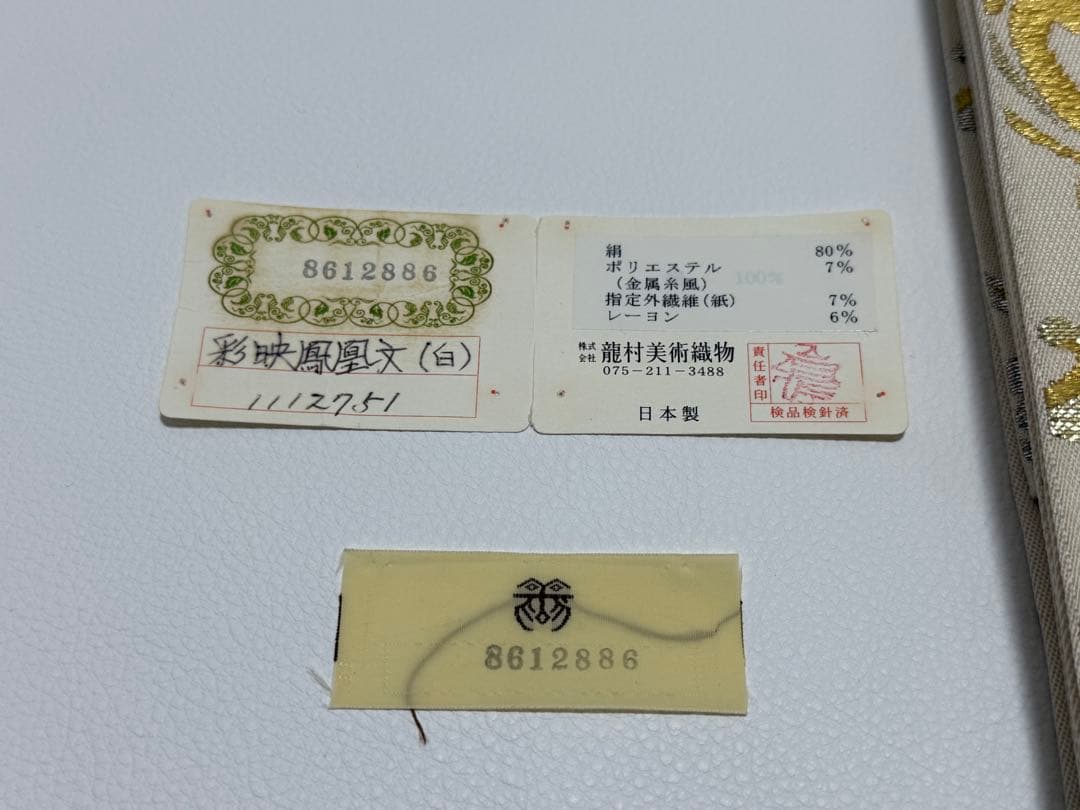 8612886
彩映鳳凰文(白)
1112751
絹 80%
ポリエステル 7%
(金属糸風)
100%
指定外繊維(紙) 7%
レーヨン 6%
株式会社 龍村美術織物
075-211-3488
日本製
責任者印
検品検針済
8612886